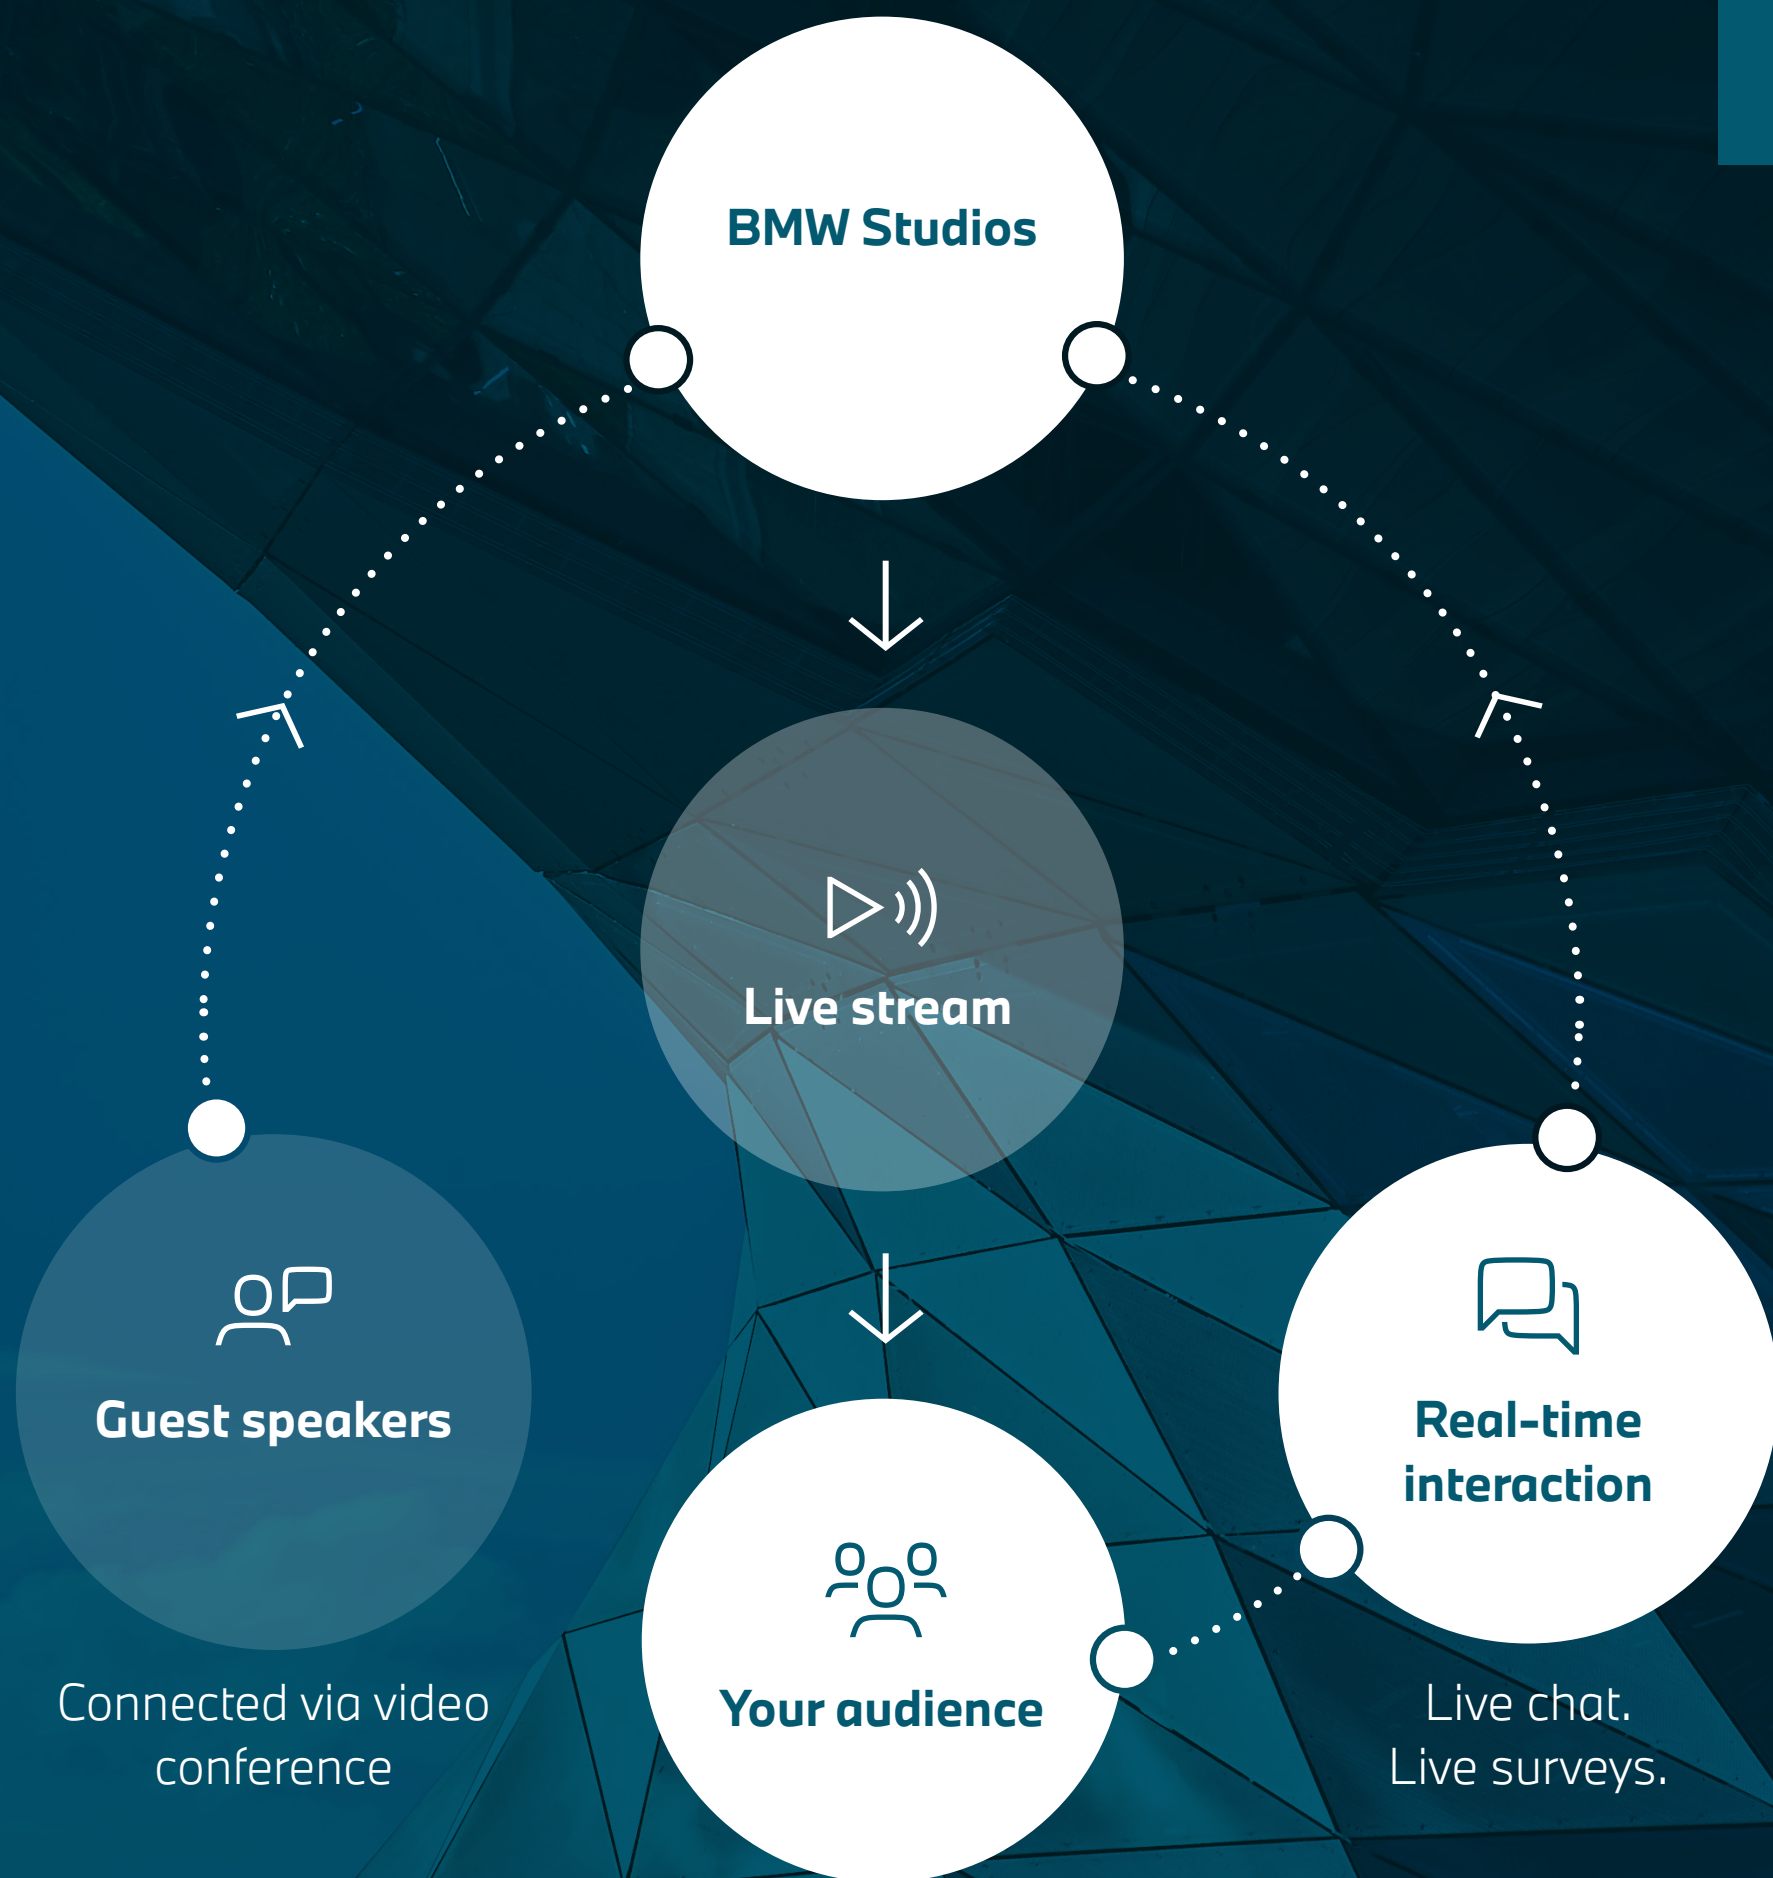 BMW Studios
Live stream
Guest speakers
Connected via video
conference
Your audience
Real-time
interaction
Live chat.
Live surveys.